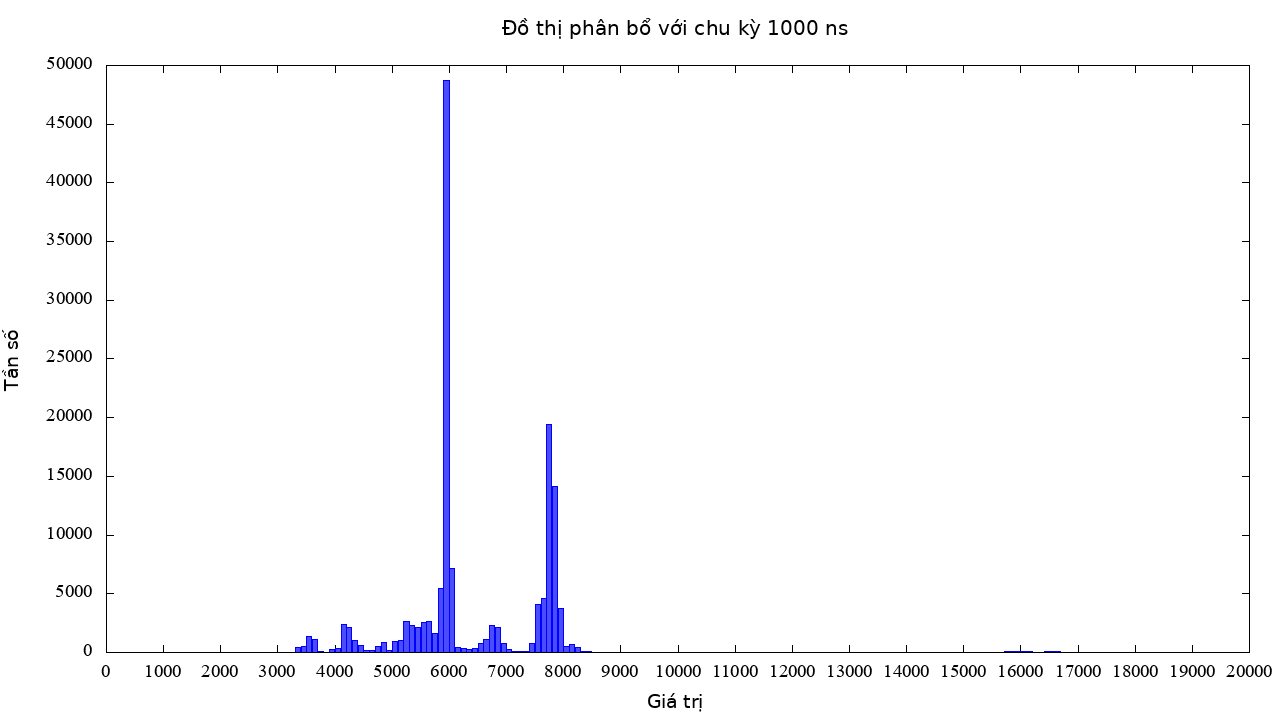 Đồ thị phân bổ với chu kỳ 1000 ns
50000
45000
40000
35000
30000
25000
20000
15000
10000
5000
0
Tần số
0 1000 2000 3000 4000 5000 6000 7000 8000 9000 10000 11000 12000 13000 14000 15000 16000 17000 18000 19000 20000
Giá trị